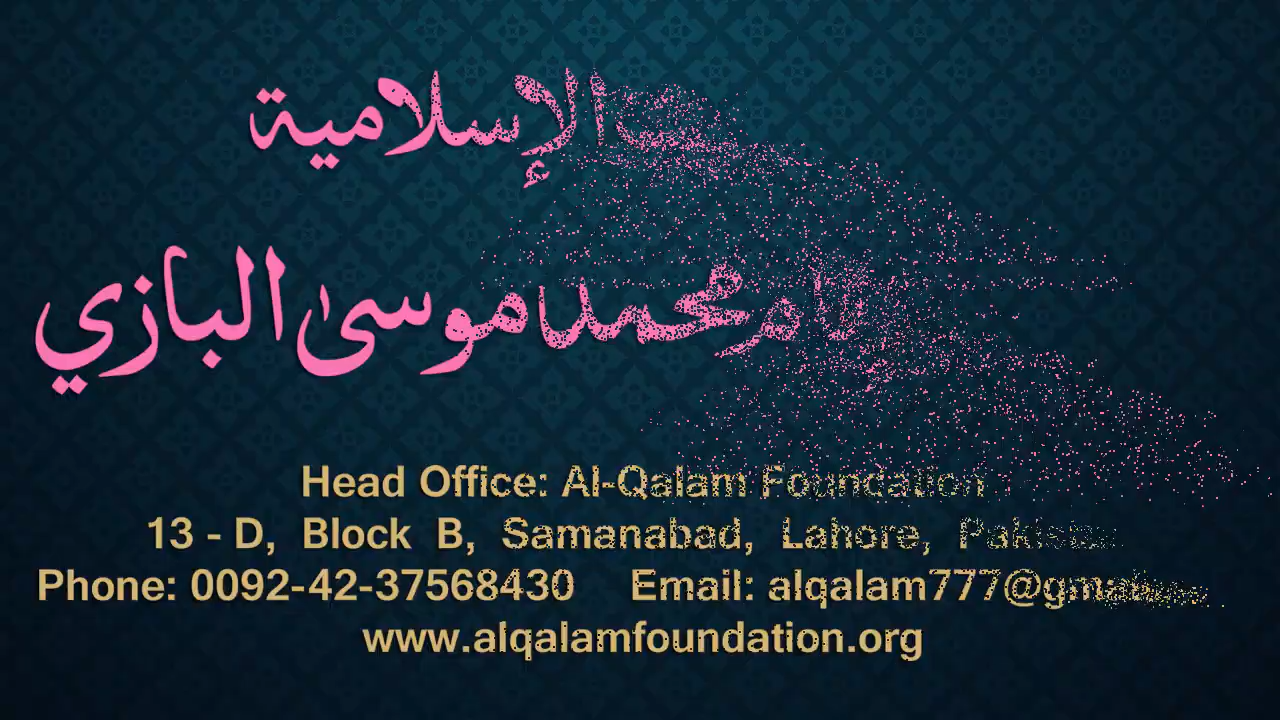 الإسلامية
محمد موسىٰ البازي
Head Office: Al-Qalam Foundation
13 - D, Block B, Samanabad, Lahore,
Phone: 0092-42-37568430 Email:
www.alqalamfoundation.org